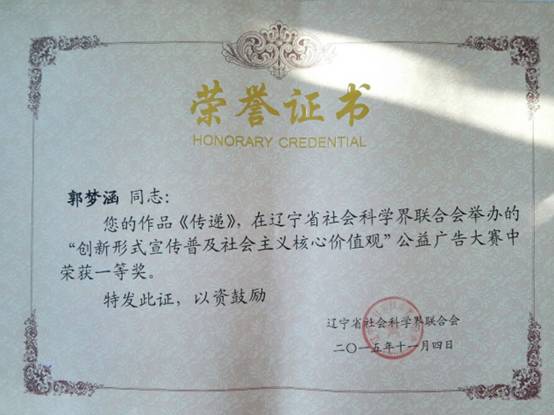 荣誉证书
HONORARY CREDENTIAL
郭梦涵 同志：
您的作品《传递》，在辽宁省社会科学界联合会举办的
“创新形式宣传普及社会主义核心价值观”公益广告大赛中
荣获一等奖。
特发此证，以资鼓励
辽宁省社会科学界联合会
二〇一五年十一月四日